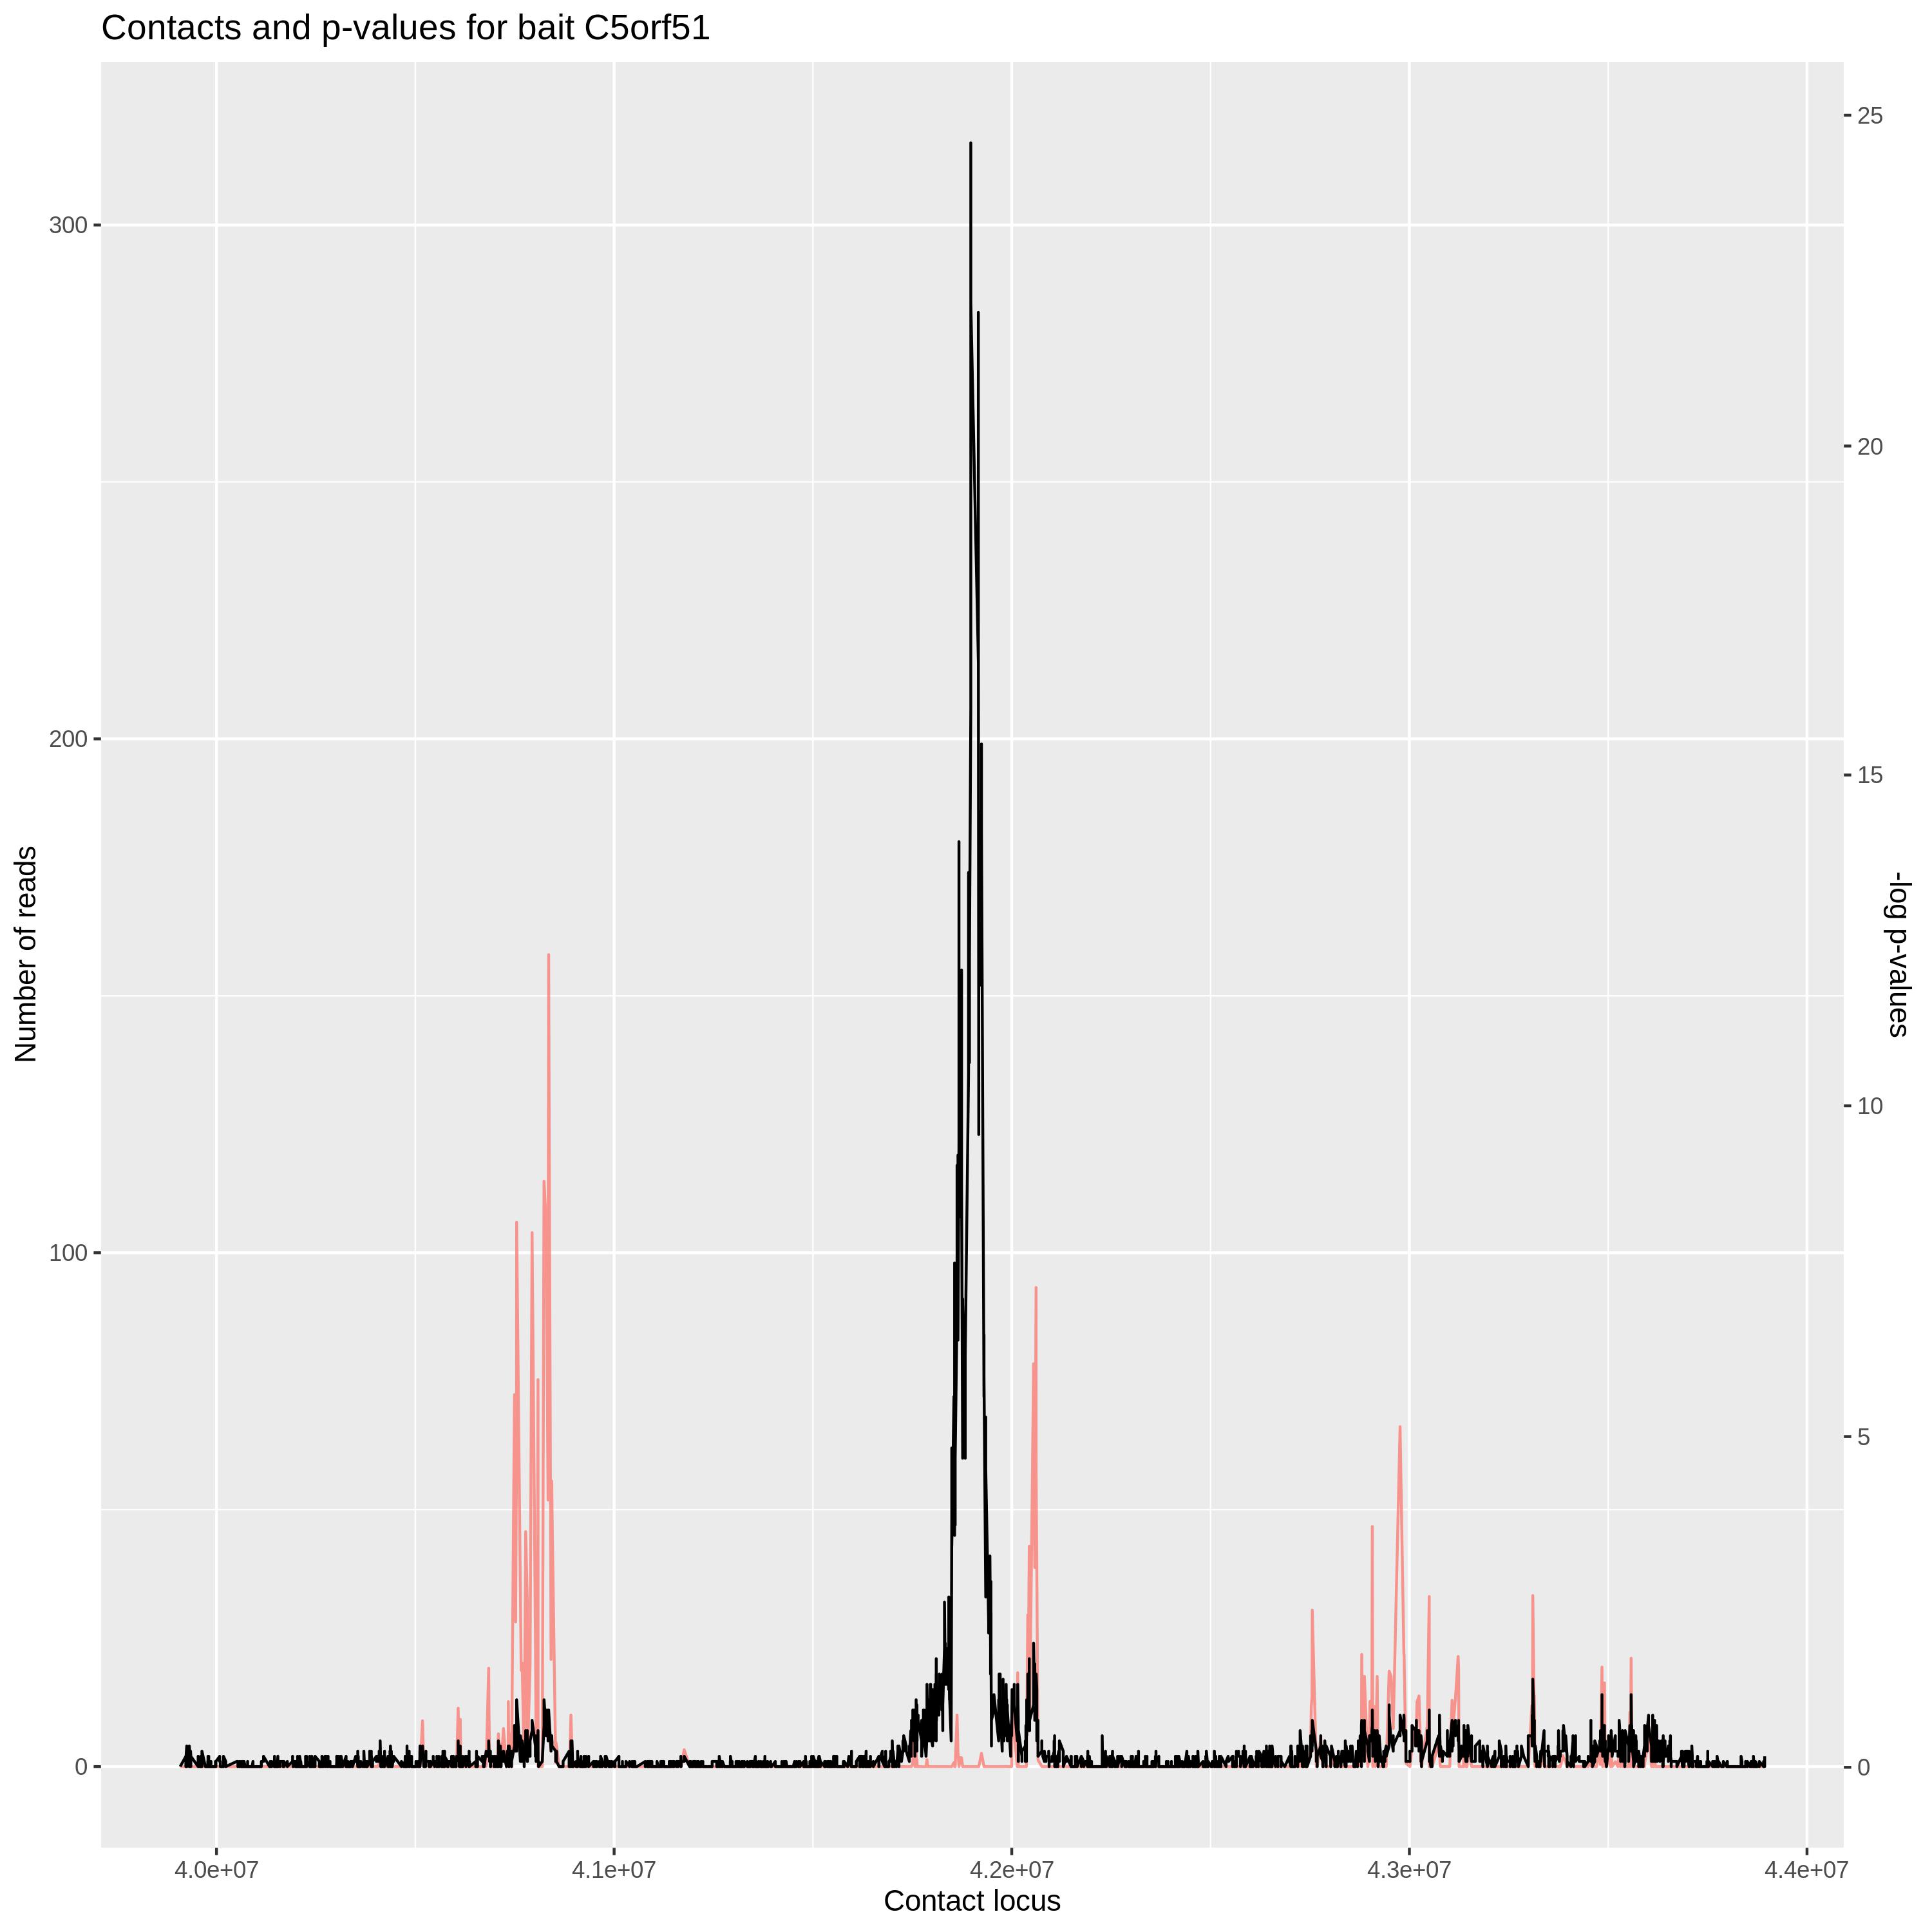 Contacts and p-values for bait C5orf51
Number of reads
300
200
100
0
25
20
15
10
5
0
-log p-values
4.0e+07 4.1e+07 4.2e+07 4.3e+07 4.4e+07
Contact locus